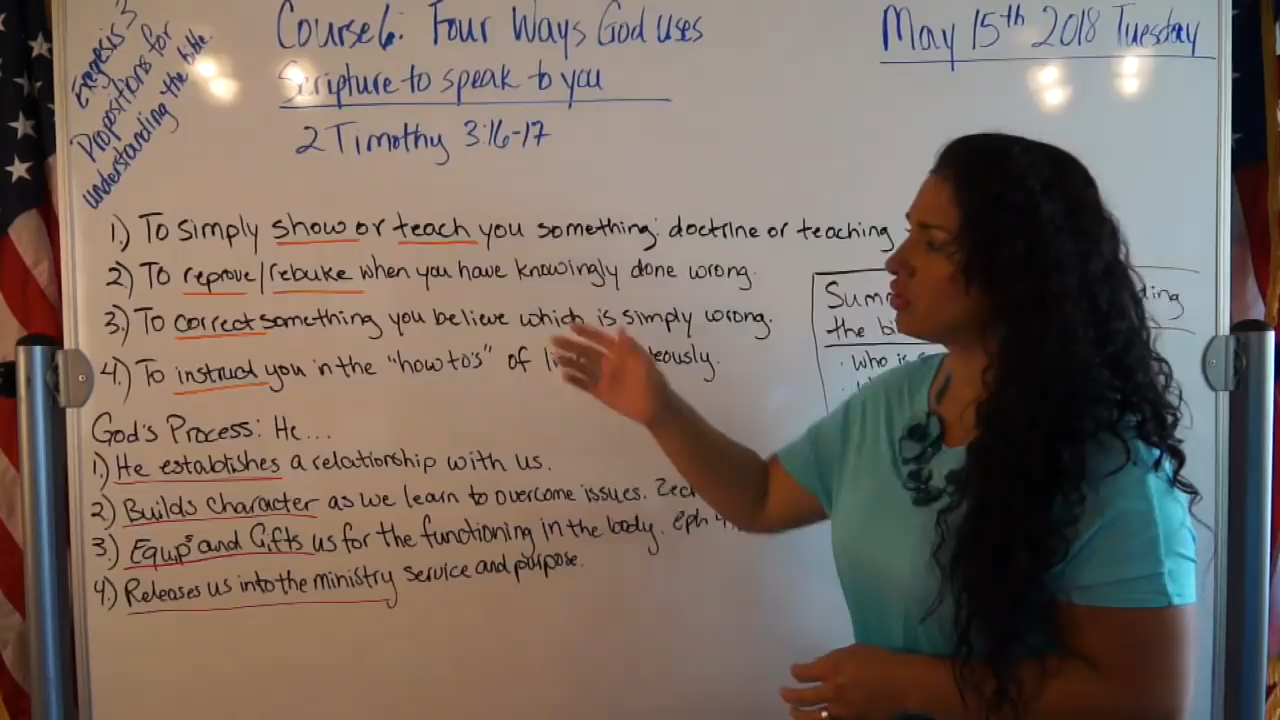 Exegesis 3
Propositions for
understanding the bible.
Course 6: Four Ways God uses
Scripture to speak to you
2 Timothy 3:16-17
May 15th 2018 Tuesday
1.) To simply show or teach you something: doctrine or teaching
2) To reprove/rebuke when you have knowingly done wrong.
3.) To correct something you believe which is simply wrong.
4.) To instruct you in the "how to's" of
God's Process: He...
1.) He establishes a relationship with us.
2) Builds Character as we learn to overcome issues.
3.) Equips and Gifts us for the functioning in the body. eph 4
4.) Releases us into the ministry service and purpose.
the
Who is